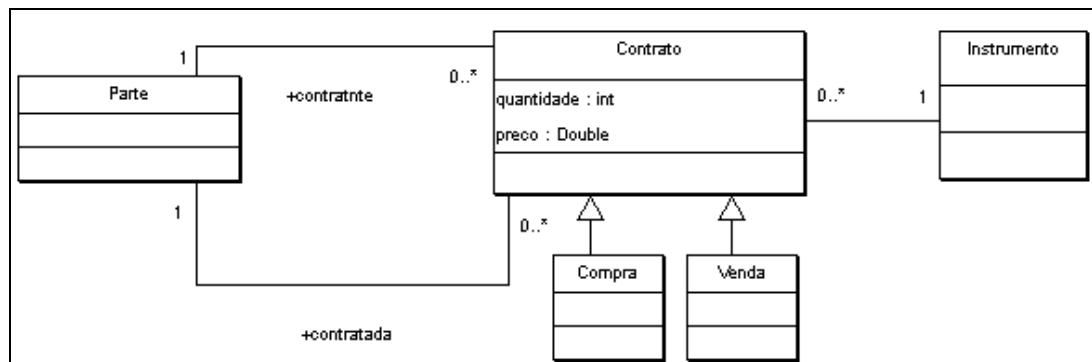 Contrato
Instrumento
1
0..*
Parte
+contratnte
quantidade : int
0..*
1
preco : Double
1
0..*
Compra
Venda
+contratada